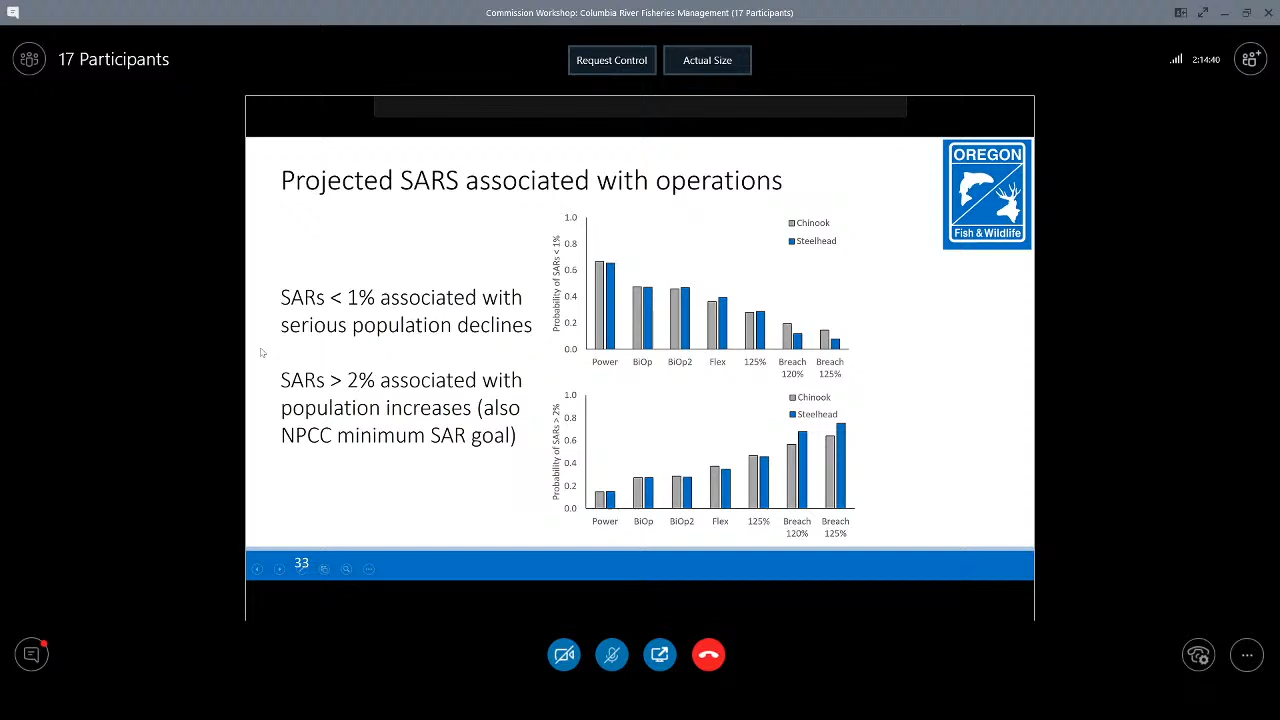 Commission Workshop: Columbia River Fisheries Management (17 Participants)
17 Participants
Request Control
Actual Size
2:14:40
Projected SARS associated with operations
OREGON
Fish & Wildlife
SARs < 1% associated with
serious population declines
SARs > 2% associated with
population increases (also
NPCC minimum SAR goal)
Probability of SARs < 1%
1.0
0.8
0.6
0.4
0.2
0.0
Chinook
Steelhead
Power BiOp BiOp2 Flex 125% Breach Breach
120% 125%
Probability of SARs > 2%
1.0
0.8
0.6
0.4
0.2
0.0
Chinook
Steelhead
Power BiOp BiOp2 Flex 125% Breach Breach
120% 125%
33